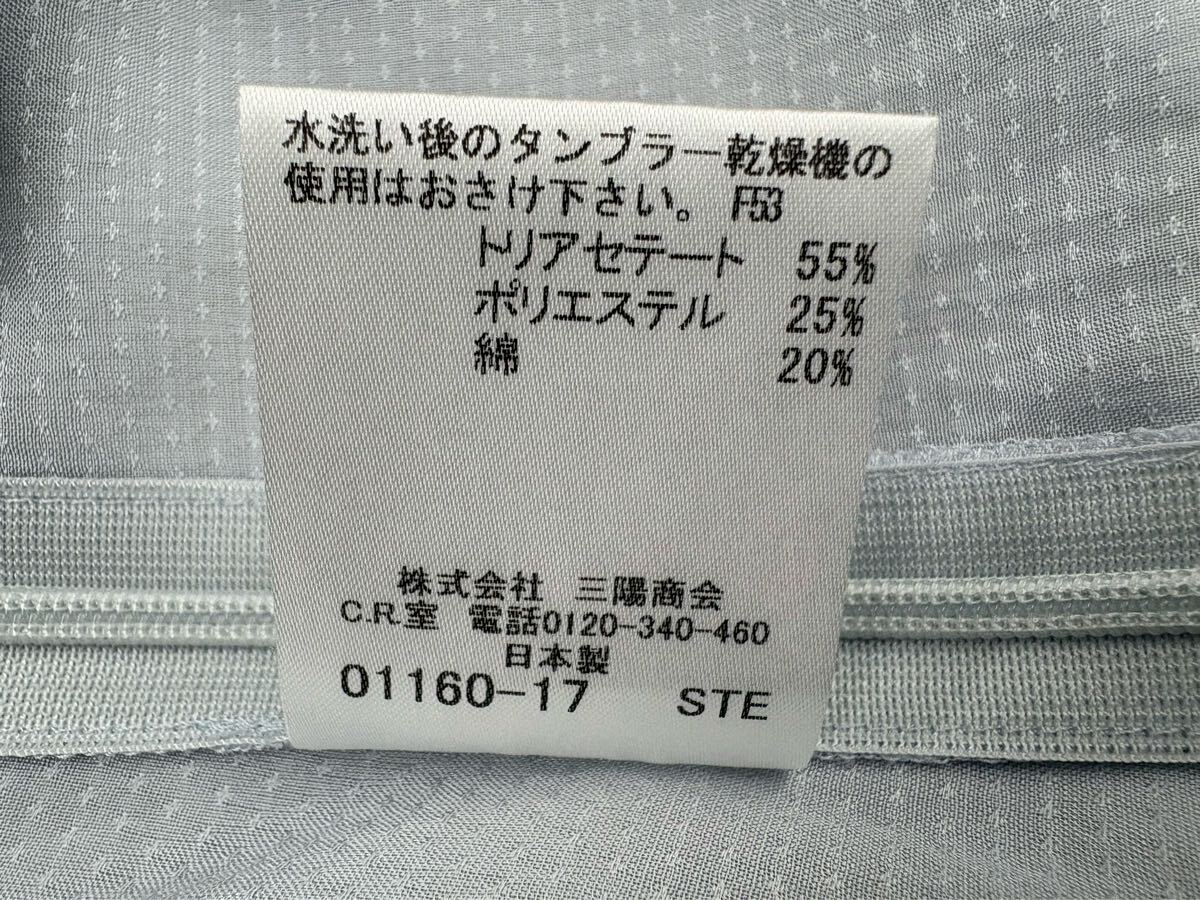 水洗い後のタンブラー乾燥機の
使用はおさけ下さい。 F53
トリアセテート 55%
ポリエステル 25%
綿 20%
株式会社 三陽商会
C.R.室 電話0120-340-460
日本製
01160-17 STE